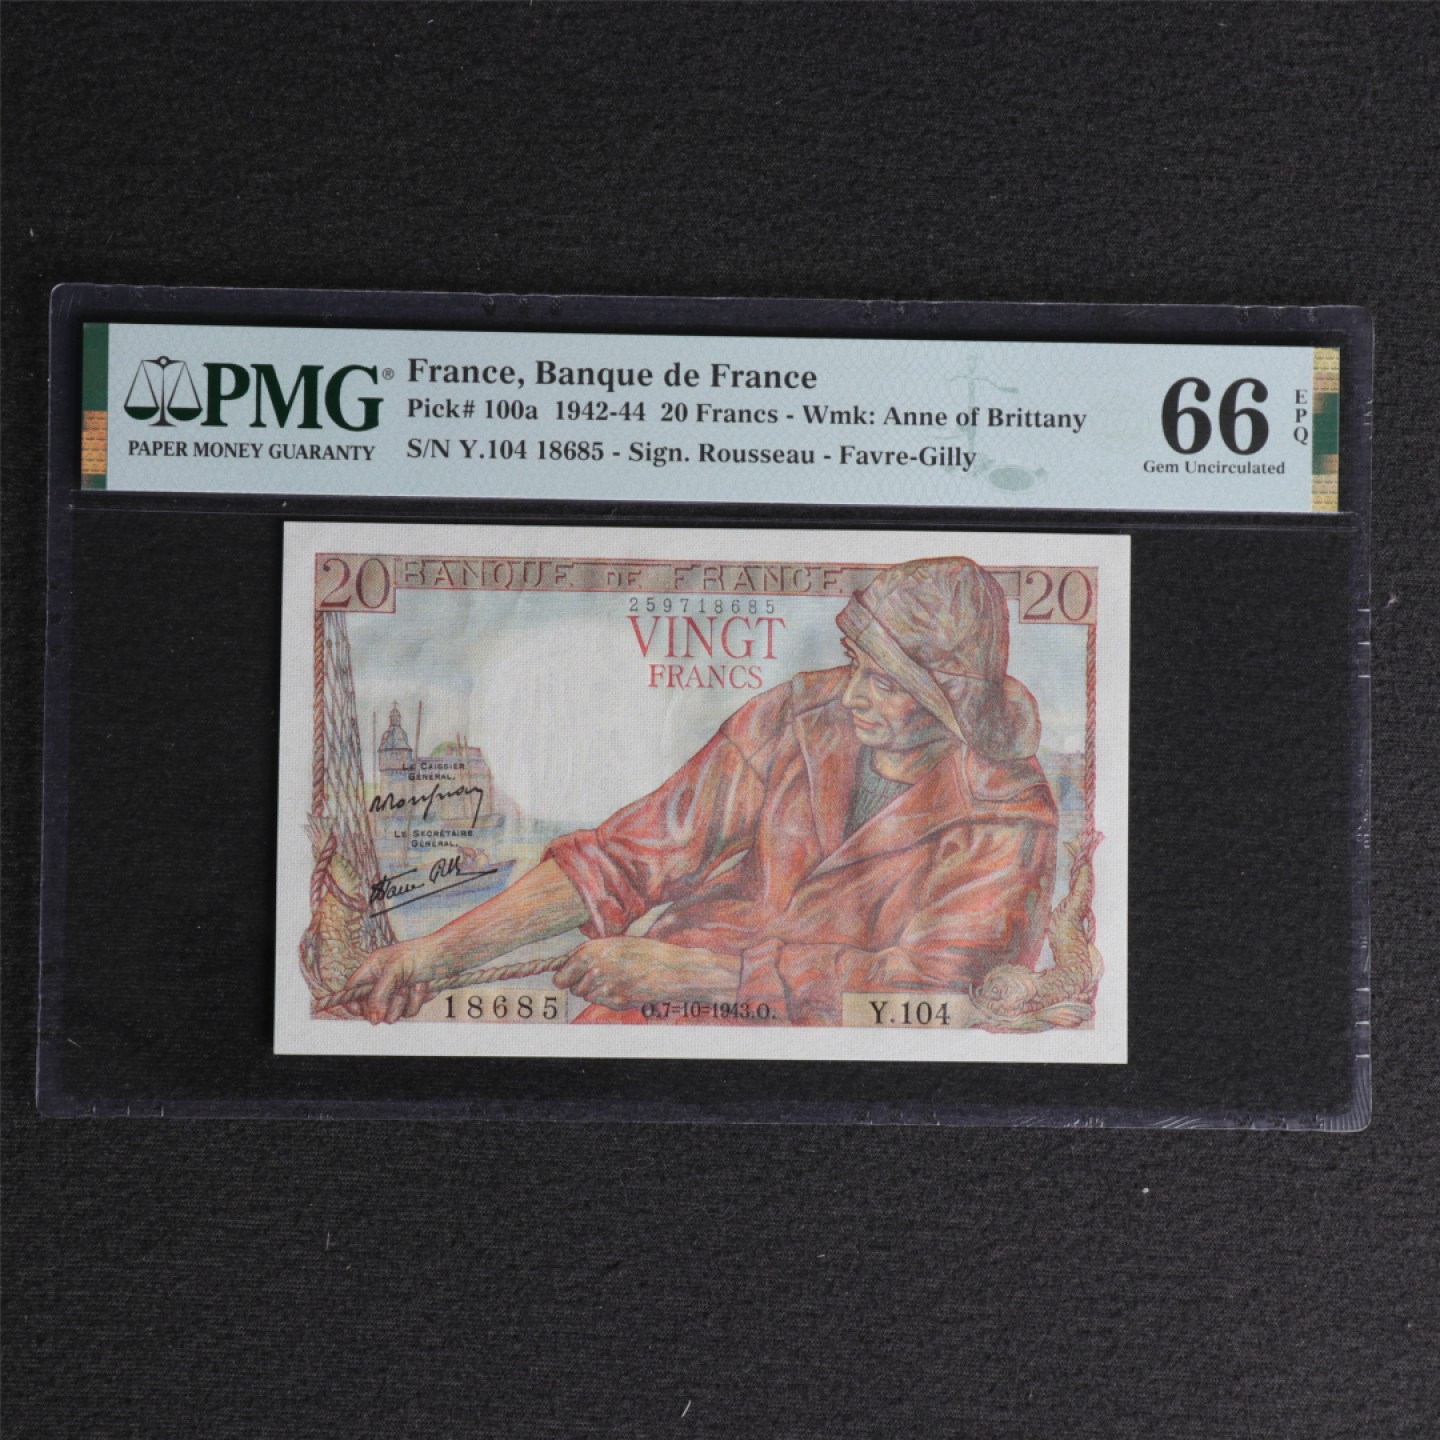 PMG®
PAPER MONEY GUARANTY
France, Banque de France
Pick# 100a 1942-44 20 Francs - Wmk: Anne of Brittany
S/N Y.104 18685 - Sign. Rousseau - Favre-Gilly
66
EPQ
Gem Uncirculated
20 BANQUE DE FRANCE 20
259718685
VINGT
FRANCS
LE CAISSIER
GÉNÉRAL.
LE SECRÉTAIRE
GÉNÉRAL.
18685 O.7=10=1943.O. Y.104